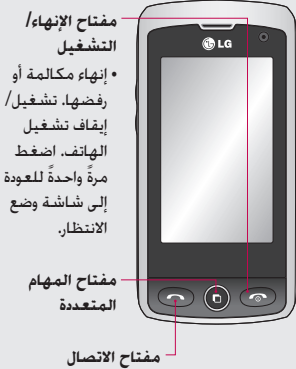 مفتاح الإنهاء/
التشغيل
• إنهاء مكالمة أو
رفضها. تشغيل/
إيقاف تشغيل
الهاتف. اضغط
مرةً واحدةً للعودة
إلى شاشة وضع
الانتظار.
LG
مفتاح المهام
المتعددة
مفتاح الاتصال